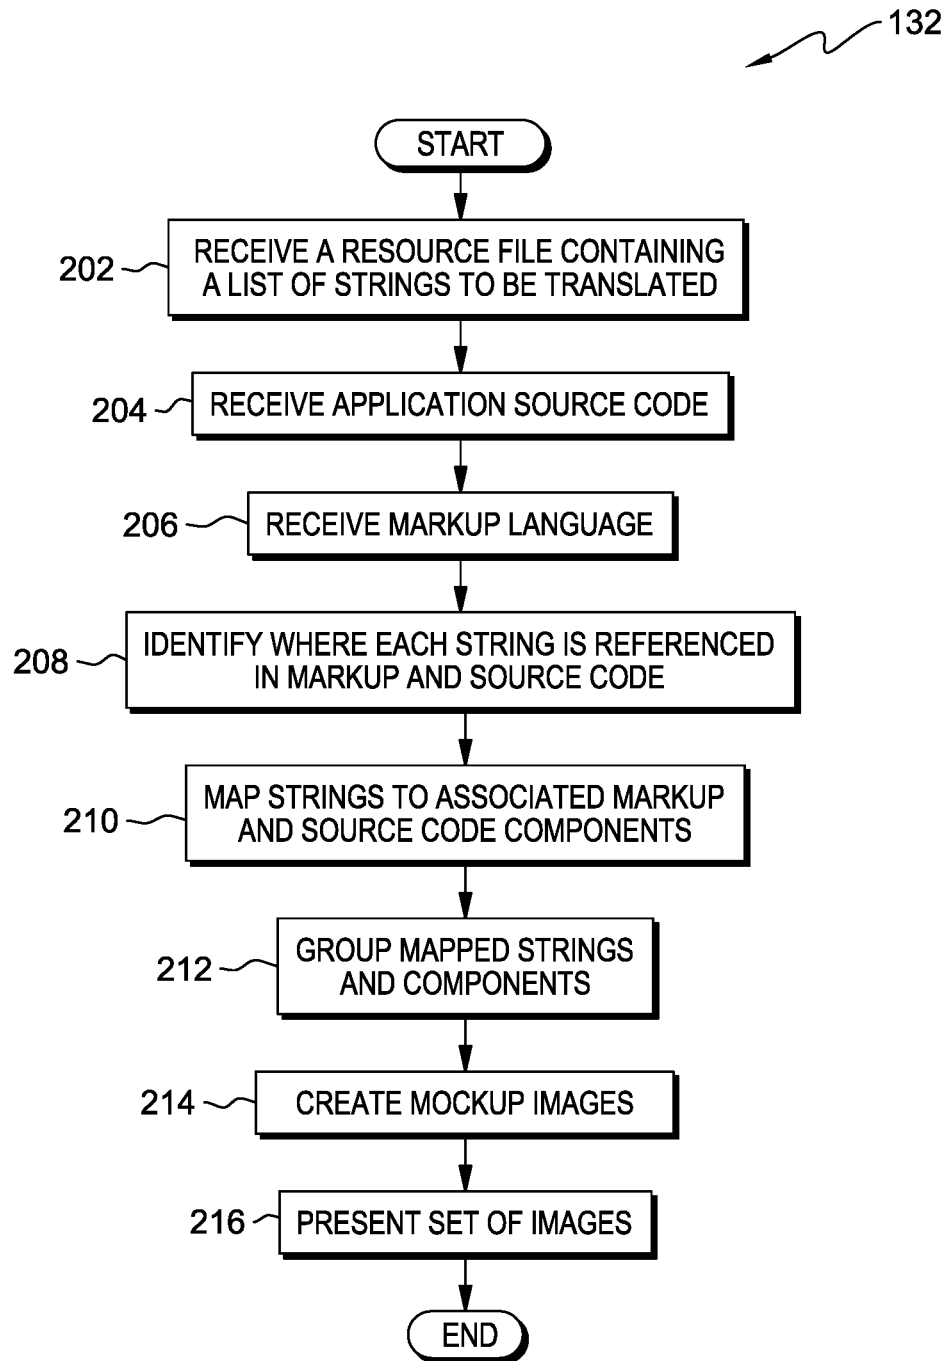 132
START
202
RECEIVE A RESOURCE FILE CONTAINING
A LIST OF STRINGS TO BE TRANSLATED
204
RECEIVE APPLICATION SOURCE CODE
206
RECEIVE MARKUP LANGUAGE
208
IDENTIFY WHERE EACH STRING IS REFERENCED
IN MARKUP AND SOURCE CODE
210
MAP STRINGS TO ASSOCIATED MARKUP
AND SOURCE CODE COMPONENTS
212
GROUP MAPPED STRINGS
AND COMPONENTS
214
CREATE MOCKUP IMAGES
216
PRESENT SET OF IMAGES
END